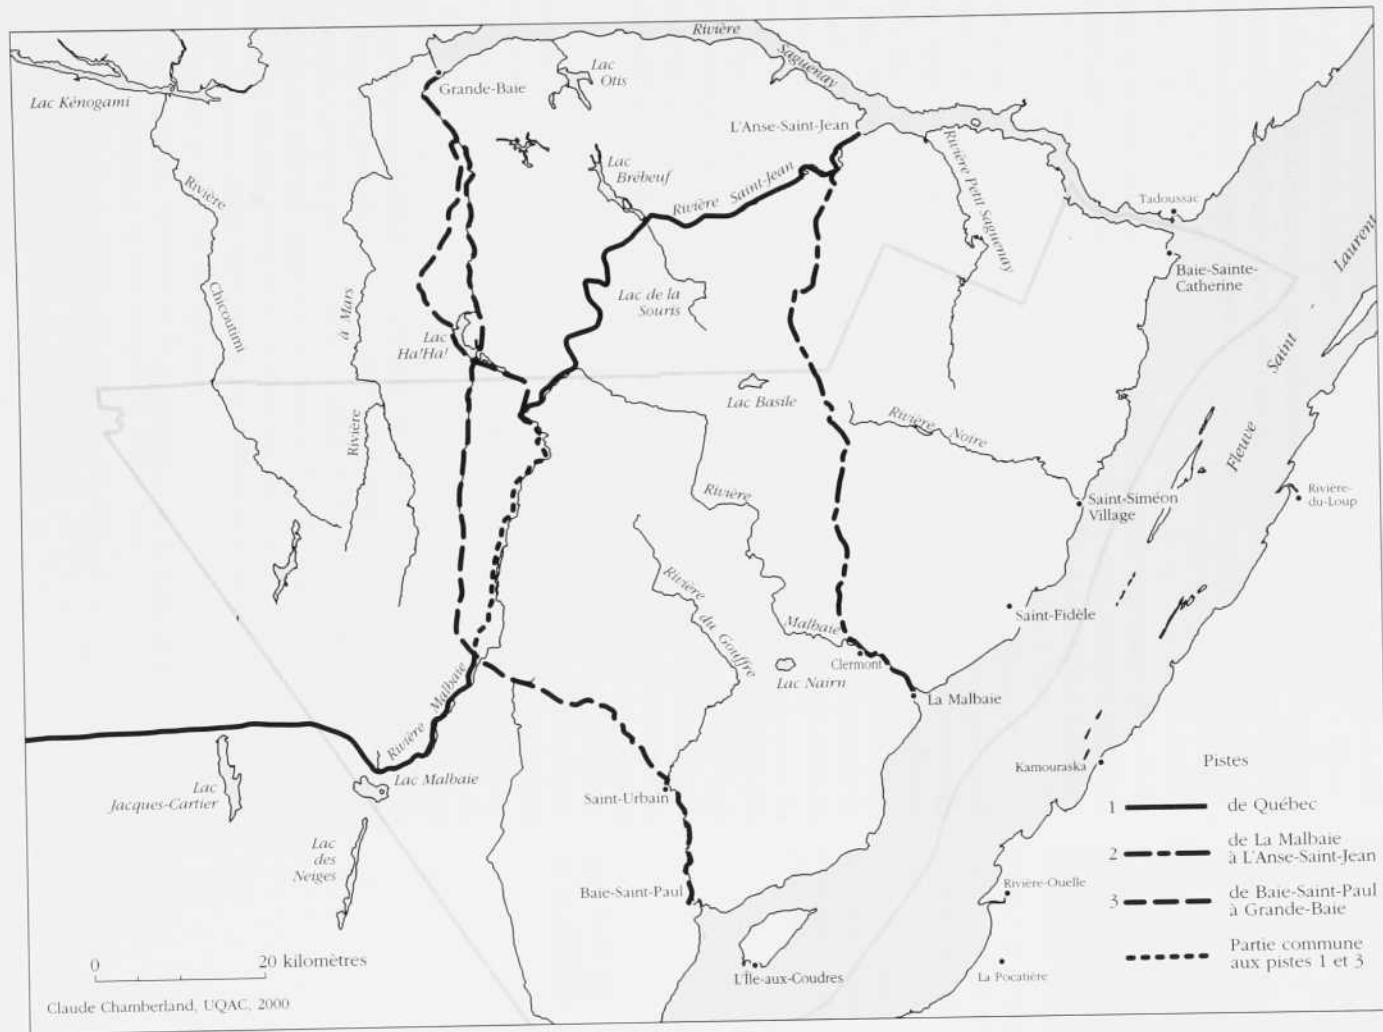 Rivière
Saguenay
Lac
Otis
Grande-Baie
Lac Kénogami
L'Anse-Saint-Jean
Lac
Brébeuf
Rivière Saint-Jean
Rivière Petit Saguenay
Tadoussac
Baie-Sainte-
Catherine
Rivière
Chicoutimi
à Mars
Rivière
Lac de la
Souris
Lac
Ha!Ha!
Lac Basile
Rivière Noire
Laurent
Saint
Fleuve
Rivière-
du-Loup
Saint-Siméon
Village
Rivière
Malbaie
Rivière
du Gouffre
Saint-Fidèle
Clermont
Lac Nairn
La Malbaie
Rivière Malbaie
Lac Malbaie
Lac
Jacques-Cartier
Lac
des
Neiges
Saint-Urbain
Baie-Saint-Paul
L'Île-aux-Coudres
Kamouraska
Rivière-Ouelle
La Pocatière
Pistes
1 de Québec
2 de La Malbaie
à L'Anse-Saint-Jean
3 de Baie-Saint-Paul
à Grande-Baie
Partie commune
aux pistes 1 et 3
0 20 kilomètres
Claude Chamberland, UQAC, 2000